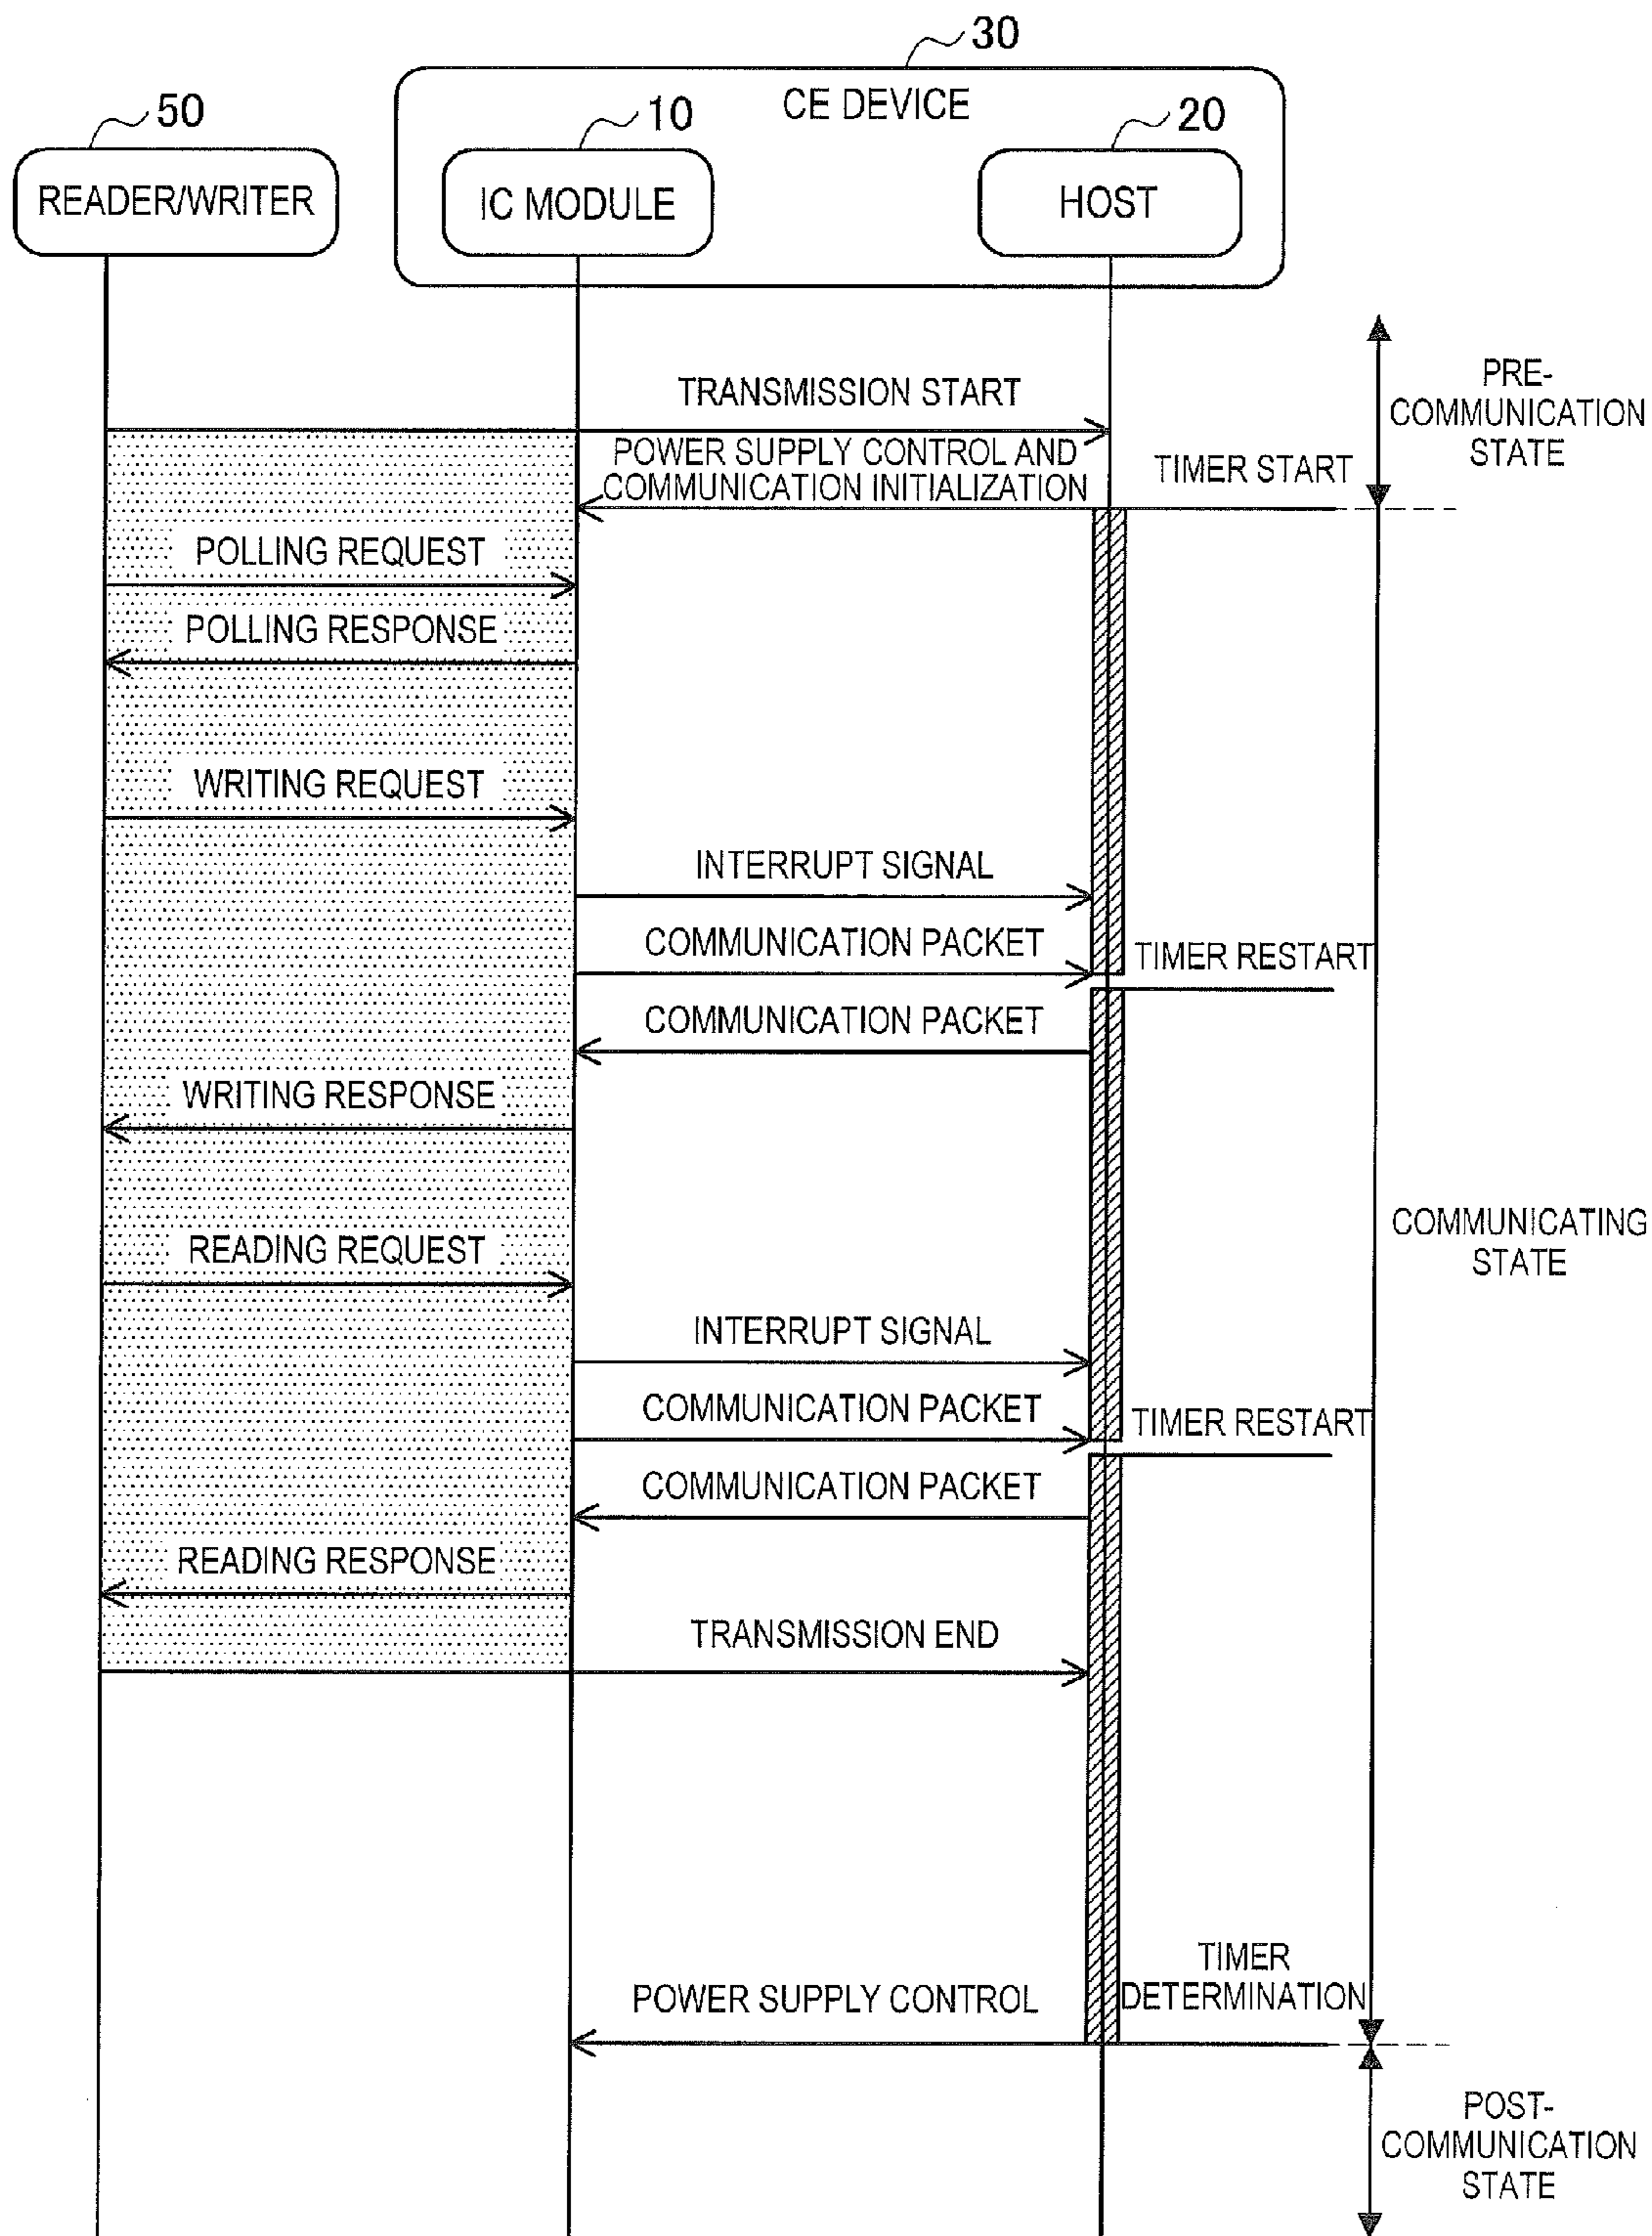 30
CE DEVICE
50
10
20
READER/WRITER
IC MODULE
HOST
PRE-
COMMUNICATION
STATE
TRANSMISSION START
POWER SUPPLY CONTROL AND
COMMUNICATION INITIALIZATION
TIMER START
POLLING REQUEST
POLLING RESPONSE
WRITING REQUEST
INTERRUPT SIGNAL
COMMUNICATION PACKET
TIMER RESTART
COMMUNICATION PACKET
WRITING RESPONSE
COMMUNICATING
STATE
READING REQUEST
INTERRUPT SIGNAL
COMMUNICATION PACKET
TIMER RESTART
COMMUNICATION PACKET
READING RESPONSE
TRANSMISSION END
TIMER
DETERMINATION
POWER SUPPLY CONTROL
POST-
COMMUNICATION
STATE